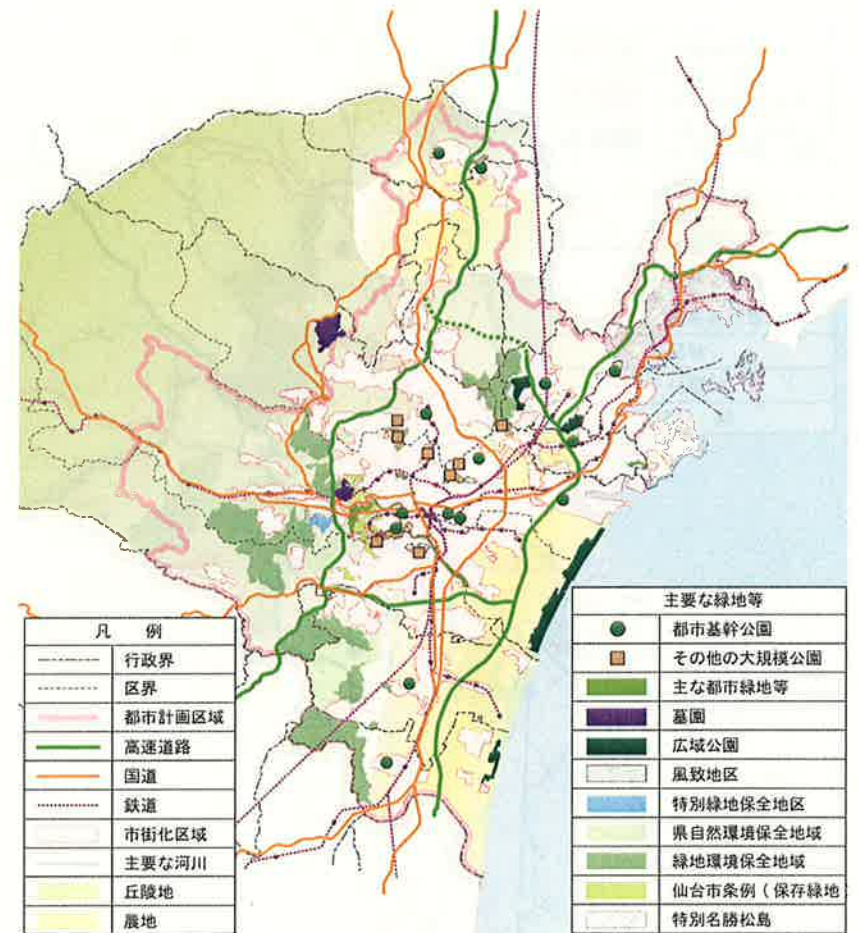 凡 例
行政界
区界
都市計画区域
高速道路
国道
鉄道
市街化区域
主要な河川
丘陵地
農地
主要な緑地等
都市基幹公園
その他の大規模公園
主な都市緑地等
墓園
広域公園
風致地区
特別緑地保全地区
県自然環境保全地域
緑地環境保全地域
仙台市条例（保存緑地
特別名勝松島